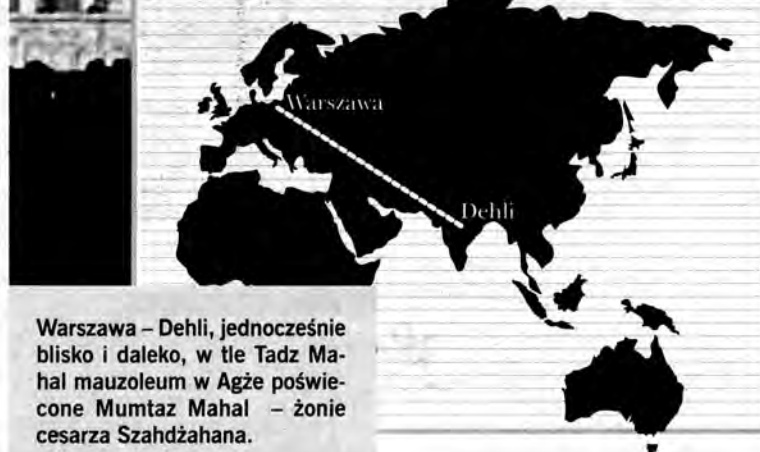 Warszawa
Dehli
Warszawa – Dehli, jednocześnie
blisko i daleko, w tle Tadz Ma-
hal mauzoleum w Agże poświe-
cone Mumtaz Mahal – żonie
cesarza Szahdżahana.